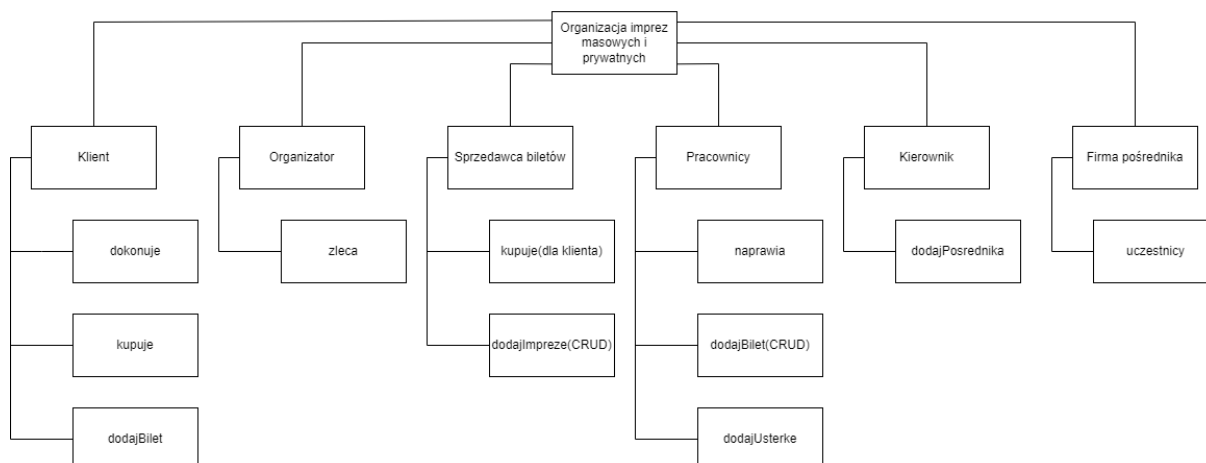 Organizacja imprez
masowych i
prywatnych
Klient
Organizator
Sprzedawca biletów
Pracownicy
Kierownik
Firma pośrednika
dokonuje
zleca
kupuje(dla klienta)
naprawia
dodajPosrednika
uczestnicy
kupuje
dodajImpreze(CRUD)
dodajBilet(CRUD)
dodajBilet
dodajUsterke